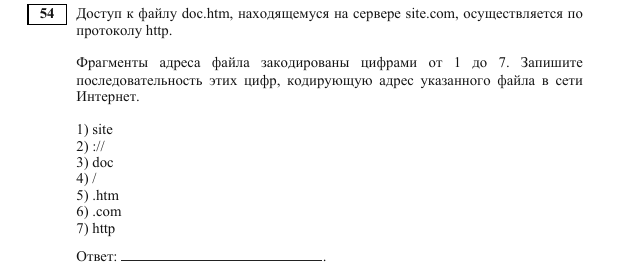 54 Доступ к файлу doc.htm, находящемуся на сервере site.com, осуществляется по
протоколу http.
Фрагменты адреса файла закодированы цифрами от 1 до 7. Запишите
последовательность этих цифр, кодирующую адрес указанного файла в сети
Интернет.
1) site
2) ://
3) doc
4) /
5) .htm
6) .com
7) http
Ответ: ______________________________.